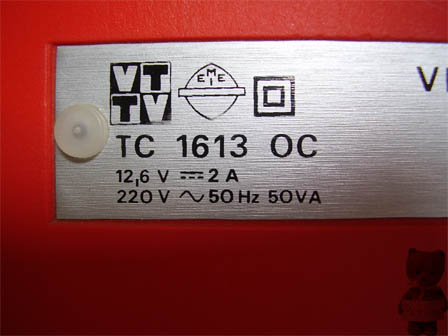 VT
TV
E M E I
TC 1613 OC
12,6 V ⎓ 2 A
220 V ∿ 50 Hz 50VA